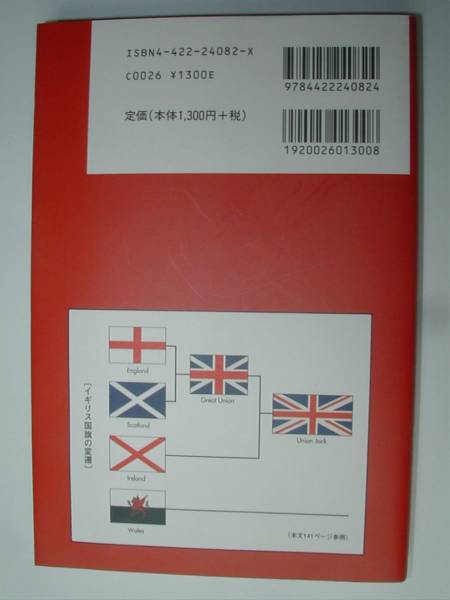 ISBN4-422-24082-X
C0026 ¥1300E
9784422240824
定価(本体1,300円+税)
1920026013008
[イギリス国旗の変遷]
England
Great Union
Scotland
Union Jack
Ireland
Wales
(本文141ページ参照)